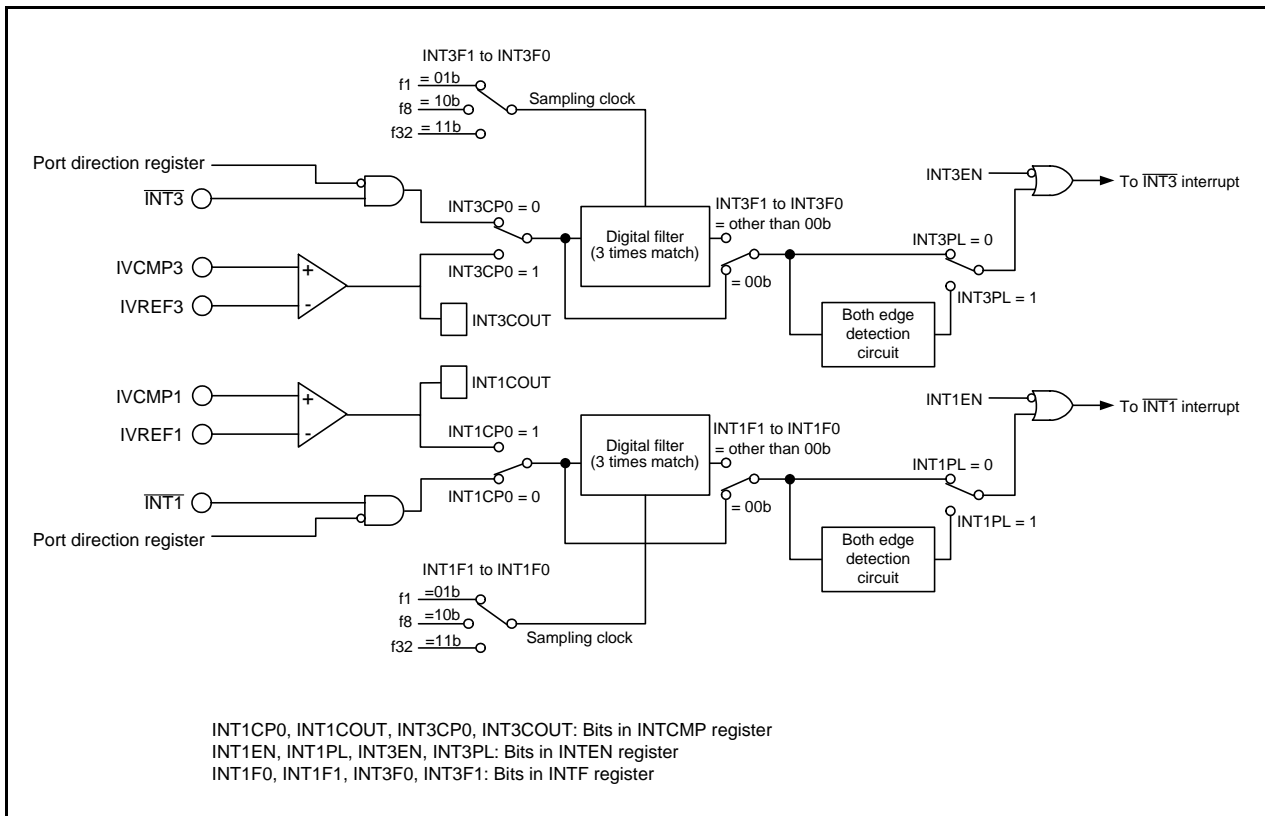 INT3F1 to INT3F0
f1 = 01b
f8 = 10b
f32 = 11b
Sampling clock
Port direction register
INT3
INT3CP0 = 0
Digital filter
(3 times match)
INT3F1 to INT3F0
= other than 00b
= 00b
INT3EN
To INT3 interrupt
INT3PL = 0
INT3PL = 1
Both edge
detection
circuit
IVCMP3
+
IVREF3
-
INT3CP0 = 1
INT3COUT
INT1COUT
IVCMP1
+
IVREF1
-
INT1CP0 = 1
INT1CP0 = 0
Digital filter
(3 times match)
INT1F1 to INT1F0
= other than 00b
= 00b
INT1EN
To INT1 interrupt
INT1PL = 0
INT1PL = 1
Both edge
detection
circuit
INT1
Port direction register
INT1F1 to INT1F0
f1 =01b
f8 =10b
f32 =11b
Sampling clock
INT1CP0, INT1COUT, INT3CP0, INT3COUT: Bits in INTCMP register
INT1EN, INT1PL, INT3EN, INT3PL: Bits in INTEN register
INT1F0, INT1F1, INT3F0, INT3F1: Bits in INTF register